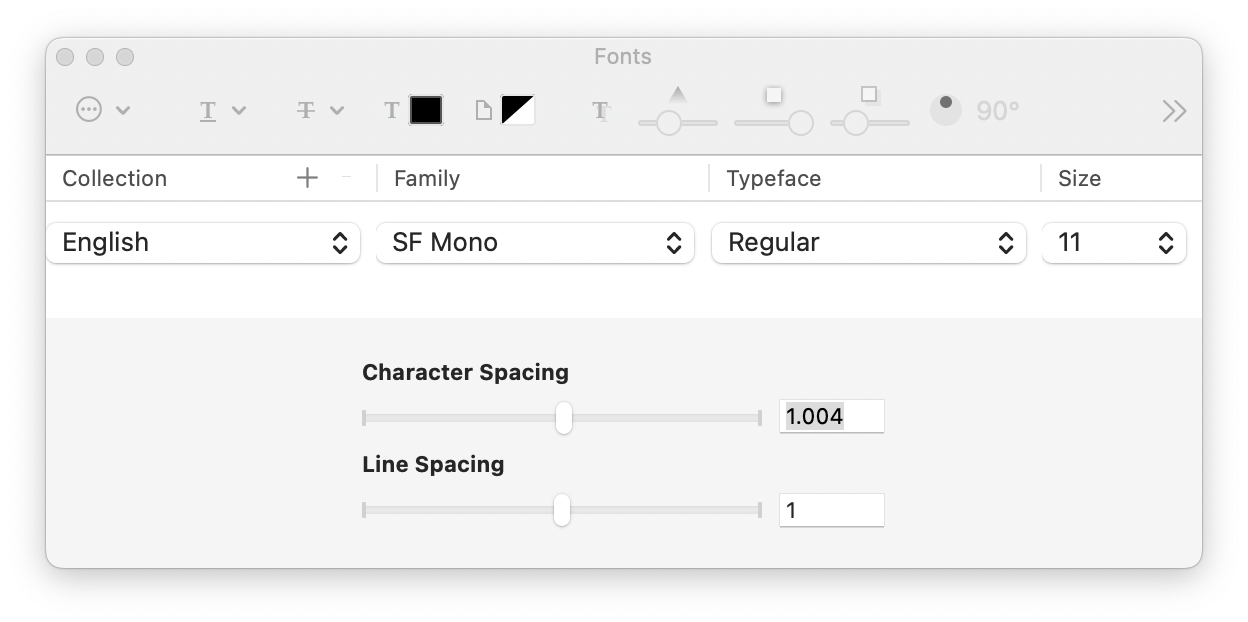 Fonts
T T T T 90°
Collection Family Typeface Size
English SF Mono Regular 11
Character Spacing
1.004
Line Spacing
1